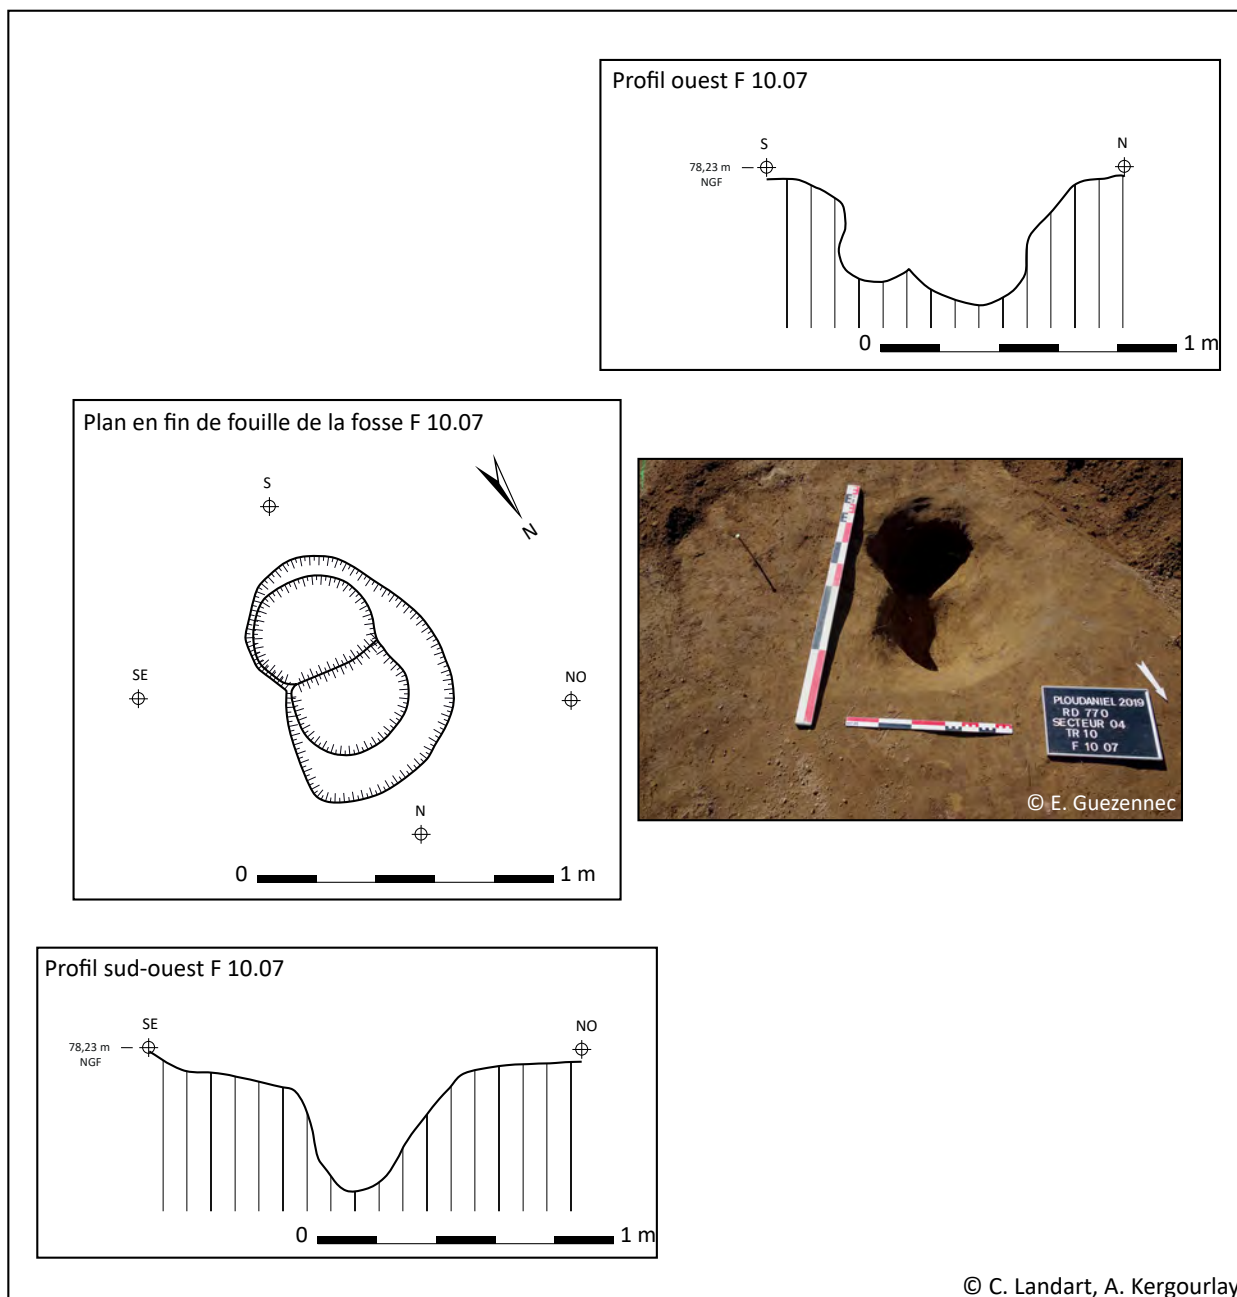 Profil ouest F 10.07
S
N
78,23 m
NGF
0
1 m
Plan en fin de fouille de la fosse F 10.07
S
N
SE
NO
N
0
1 m
PLOUDANIEL 2019
RD 770
SECTEUR 04
TR 10
F 10 07
© E. Guezennec
Profil sud-ouest F 10.07
SE
NO
78,23 m
NGF
0
1 m
© C. Landart, A. Kergourlay